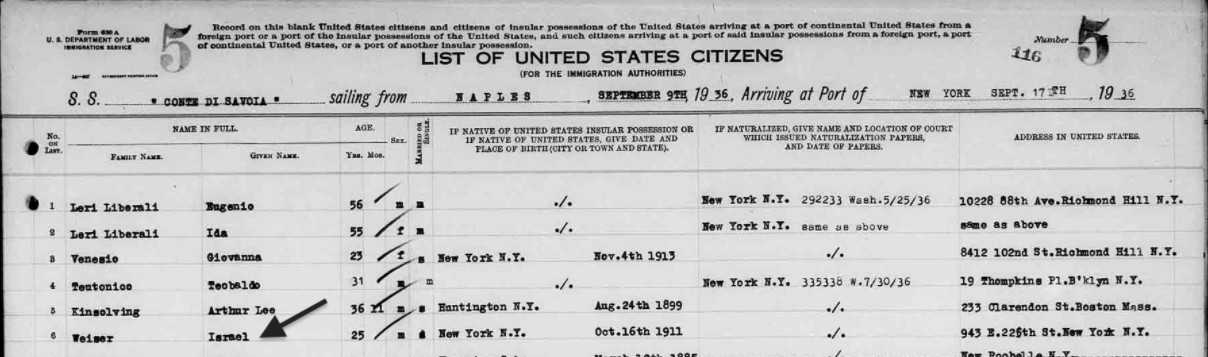 Form 630 A
U. S. DEPARTMENT OF LABOR
IMMIGRATION SERVICE
5
Record on this blank United States citizens and citizens of insular possessions of the United States arriving at a port of continental United States from a
foreign port or a port of the insular possessions of the United States, and such citizens arriving at a port of said insular possessions from a foreign port, a port
of continental United States, or a port of another insular possession.
LIST OF UNITED STATES CITIZENS
(FOR THE IMMIGRATION AUTHORITIES)
Number 5
116
S. S. " CONTE DI SAVOIA " sailing from NAPLES, SEPTEMBER 9TH, 19 36, Arriving at Port of NEW YORK SEPT. 17TH, 19 36
No. ON LIST. NAME IN FULL. FAMILY NAME. GIVEN NAME. AGE. YRS. MOS. SEX. MARRIED OR SINGLE. IF NATIVE OF UNITED STATES INSULAR POSSESSION OR IF NATIVE OF UNITED STATES, GIVE DATE AND PLACE OF BIRTH (CITY OR TOWN AND STATE). IF NATURALIZED, GIVE NAME AND LOCATION OF COURT WHICH ISSUED NATURALIZATION PAPERS, AND DATE OF PAPERS. ADDRESS IN UNITED STATES.
1 Leri Liberali Eugenio 56 m m ./. New York N.Y. 292233 Wash.5/25/36 10228 88th Ave.Richmond Hill N.Y.
2 Leri Liberali Ida 55 f m ./. New York N.Y. same as above same as above
3 Venesio Giovanna 23 f s New York N.Y. Nov.4th 1913 ./. 8412 102nd St.Richmond Hill N.Y.
4 Teutonico Teobaldo 31 m m ./. New York N.Y. 335338 W.7/30/36 19 Thompkins Pl.B'klyn N.Y.
5 Kinsolving Arthur Lee 36 11 m s Huntington N.Y. Aug.24th 1899 ./. 233 Clarendon St.Boston Mass.
6 Weiser Israel 25 m New York N.Y. Oct.16th 1911 ./. 943 E.226th St.New York N.Y.
New Rochelle N.Y.